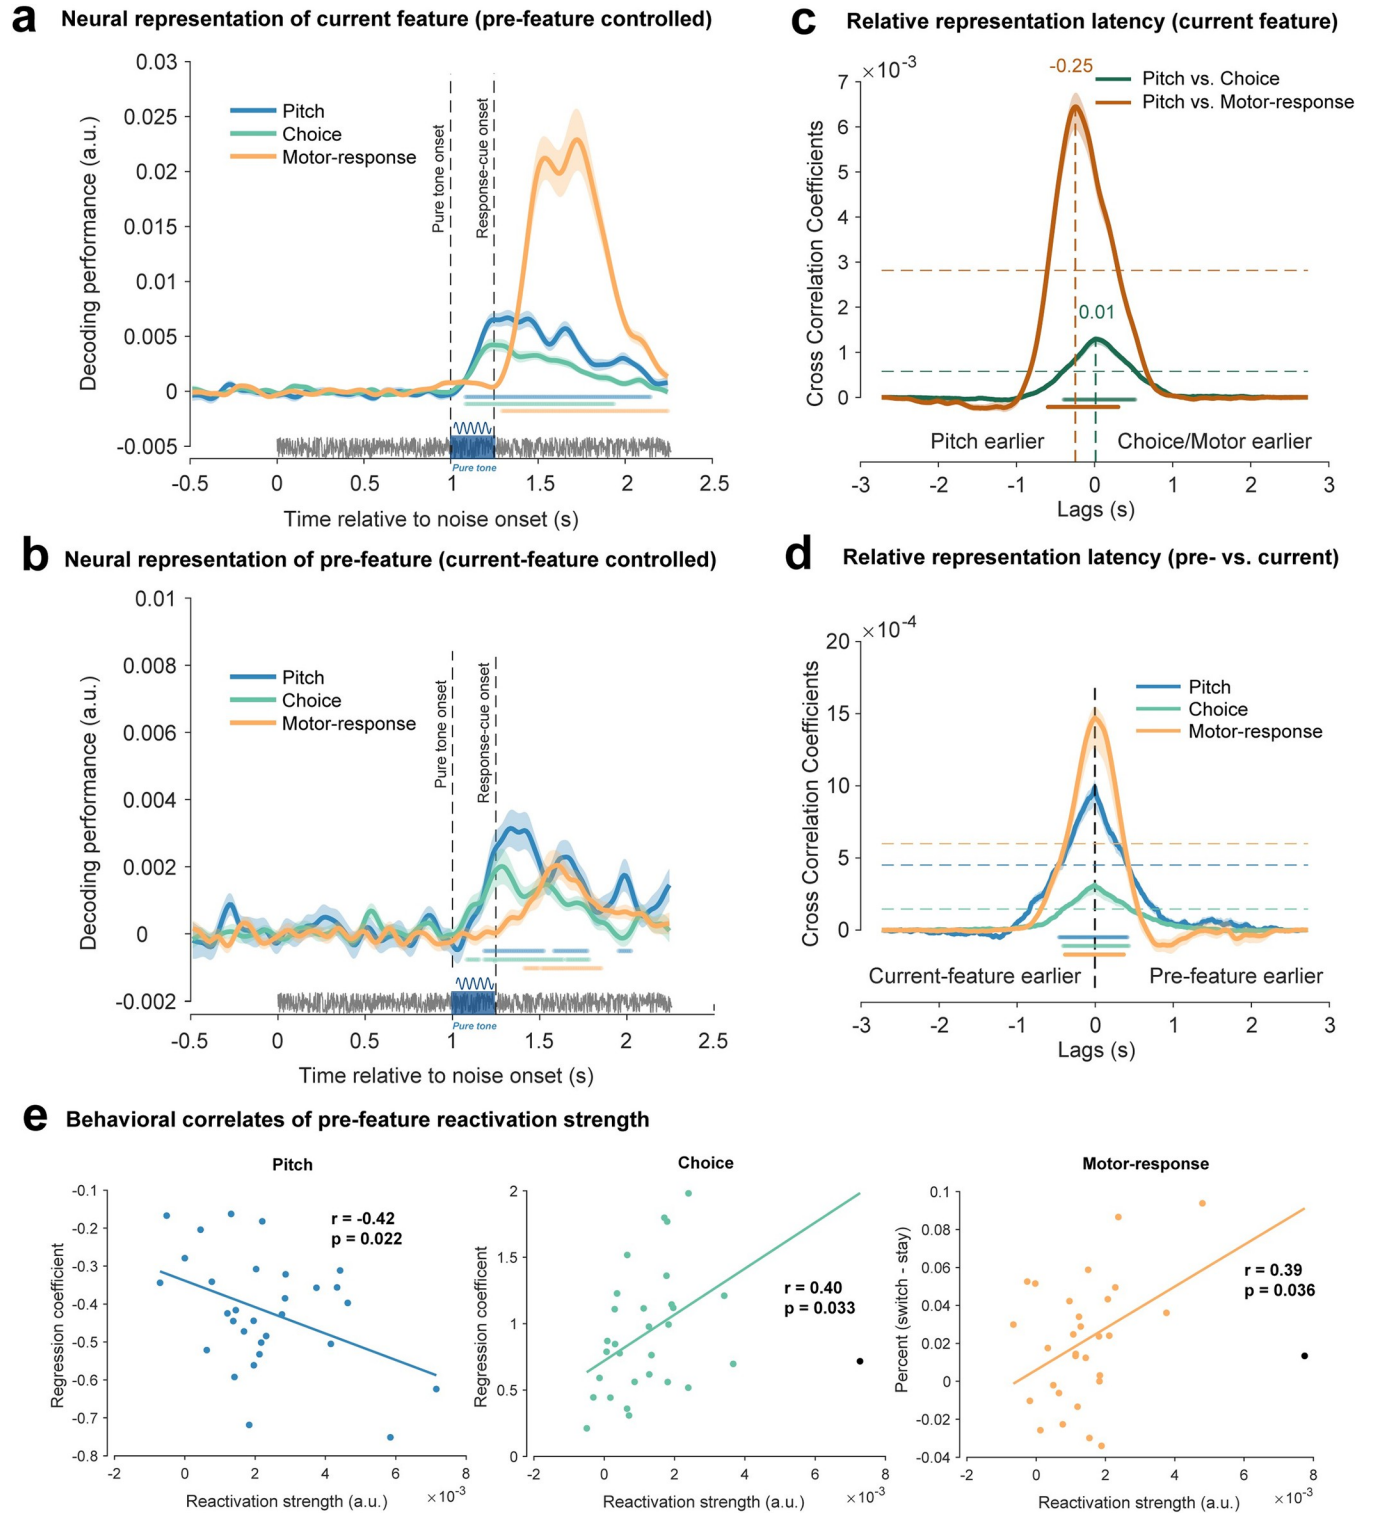 a Neural representation of current feature (pre-feature controlled)
0.03
0.025
0.02
0.015
0.01
0.005
0
-0.005
Decoding performance (a.u.)
Pitch
Choice
Motor-response
Pure tone onset
Response-cue onset
Pure tone
-0.5 0 0.5 1 1.5 2 2.5
Time relative to noise onset (s)
c Relative representation latency (current feature)
×10-3
7
6
5
4
3
2
1
0
Cross Correlation Coefficients
-0.25
Pitch vs. Choice
Pitch vs. Motor-response
0.01
Pitch earlier Choice/Motor earlier
-3 -2 -1 0 1 2 3
Lags (s)
b Neural representation of pre-feature (current-feature controlled)
0.01
0.008
0.006
0.004
0.002
0
-0.002
Decoding performance (a.u.)
Pitch
Choice
Motor-response
Pure tone onset
Response-cue onset
Pure tone
-0.5 0 0.5 1 1.5 2 2.5
Time relative to noise onset (s)
d Relative representation latency (pre- vs. current)
×10-4
20
15
10
5
0
Cross Correlation Coefficients
Pitch
Choice
Motor-response
Current-feature earlier Pre-feature earlier
-3 -2 -1 0 1 2 3
Lags (s)
e Behavioral correlates of pre-feature reactivation strength
Pitch
-0.1
-0.2
-0.3
-0.4
-0.5
-0.6
-0.7
-0.8
Regression coefficient
r = -0.42
p = 0.022
-2 0 2 4 6 8
Reactivation strength (a.u.) ×10-3
Choice
2
1.5
1
0.5
0
Regression coefficent
r = 0.40
p = 0.033
-2 0 2 4 6 8
Reactivation strength (a.u.) ×10-3
Motor-response
0.1
0.08
0.06
0.04
0.02
0
-0.02
-0.04
Percent (switch - stay)
r = 0.39
p = 0.036
-2 0 2 4 6 8
Reactivation strength (a.u.) ×10-3